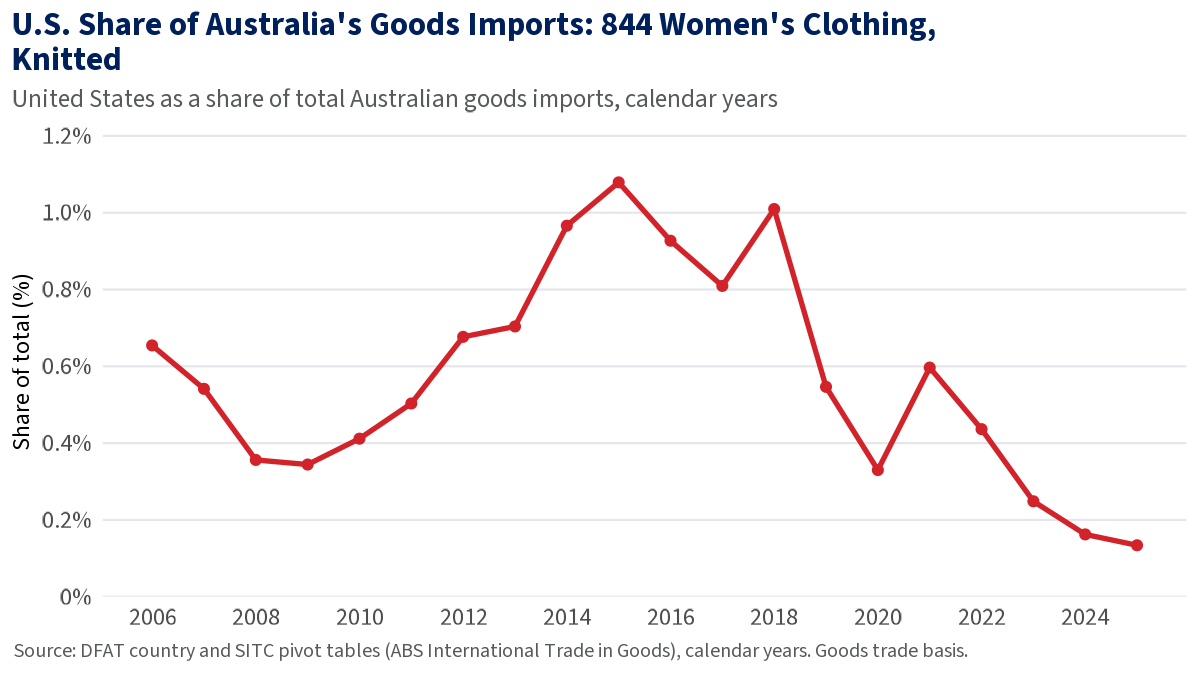 U.S. Share of Australia's Goods Imports: 844 Women's Clothing,
Knitted
United States as a share of total Australian goods imports, calendar years
Share of total (%)
1.2%
1.0%
0.8%
0.6%
0.4%
0.2%
0%
2006 2008 2010 2012 2014 2016 2018 2020 2022 2024
Source: DFAT country and SITC pivot tables (ABS International Trade in Goods), calendar years. Goods trade basis.